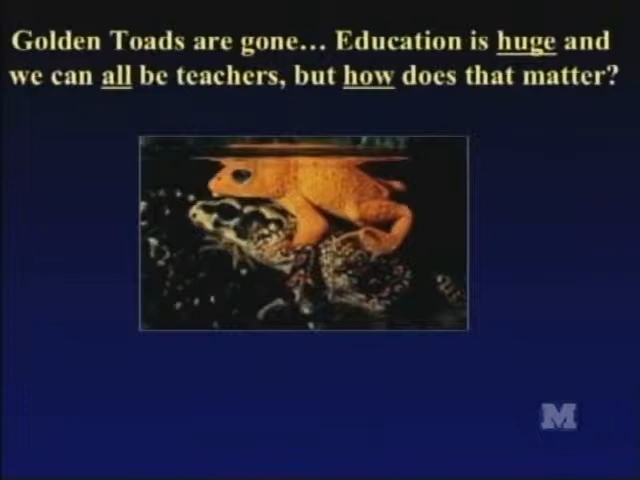 Golden Toads are gone... Education is huge and
we can all be teachers, but how does that matter?
M